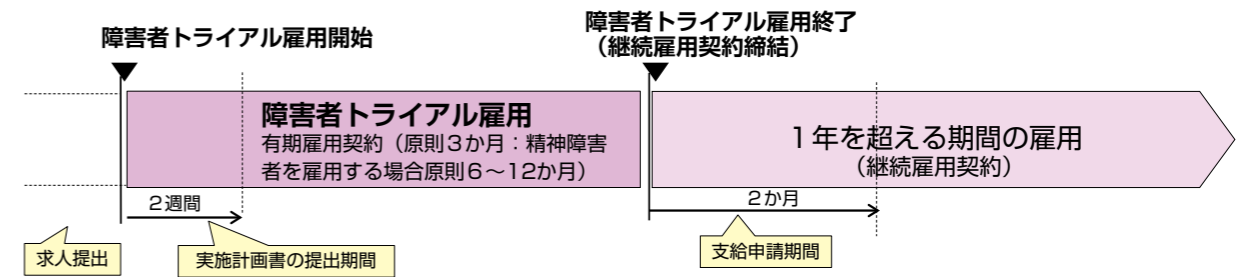 障害者トライアル雇用開始
障害者トライアル雇用終了
（継続雇用契約締結）
障害者トライアル雇用
有期雇用契約（原則３か月：精神障害
者を雇用する場合原則６～12か月）
１年を超える期間の雇用
（継続雇用契約）
２週間
２か月
求人提出
実施計画書の提出期間
支給申請期間